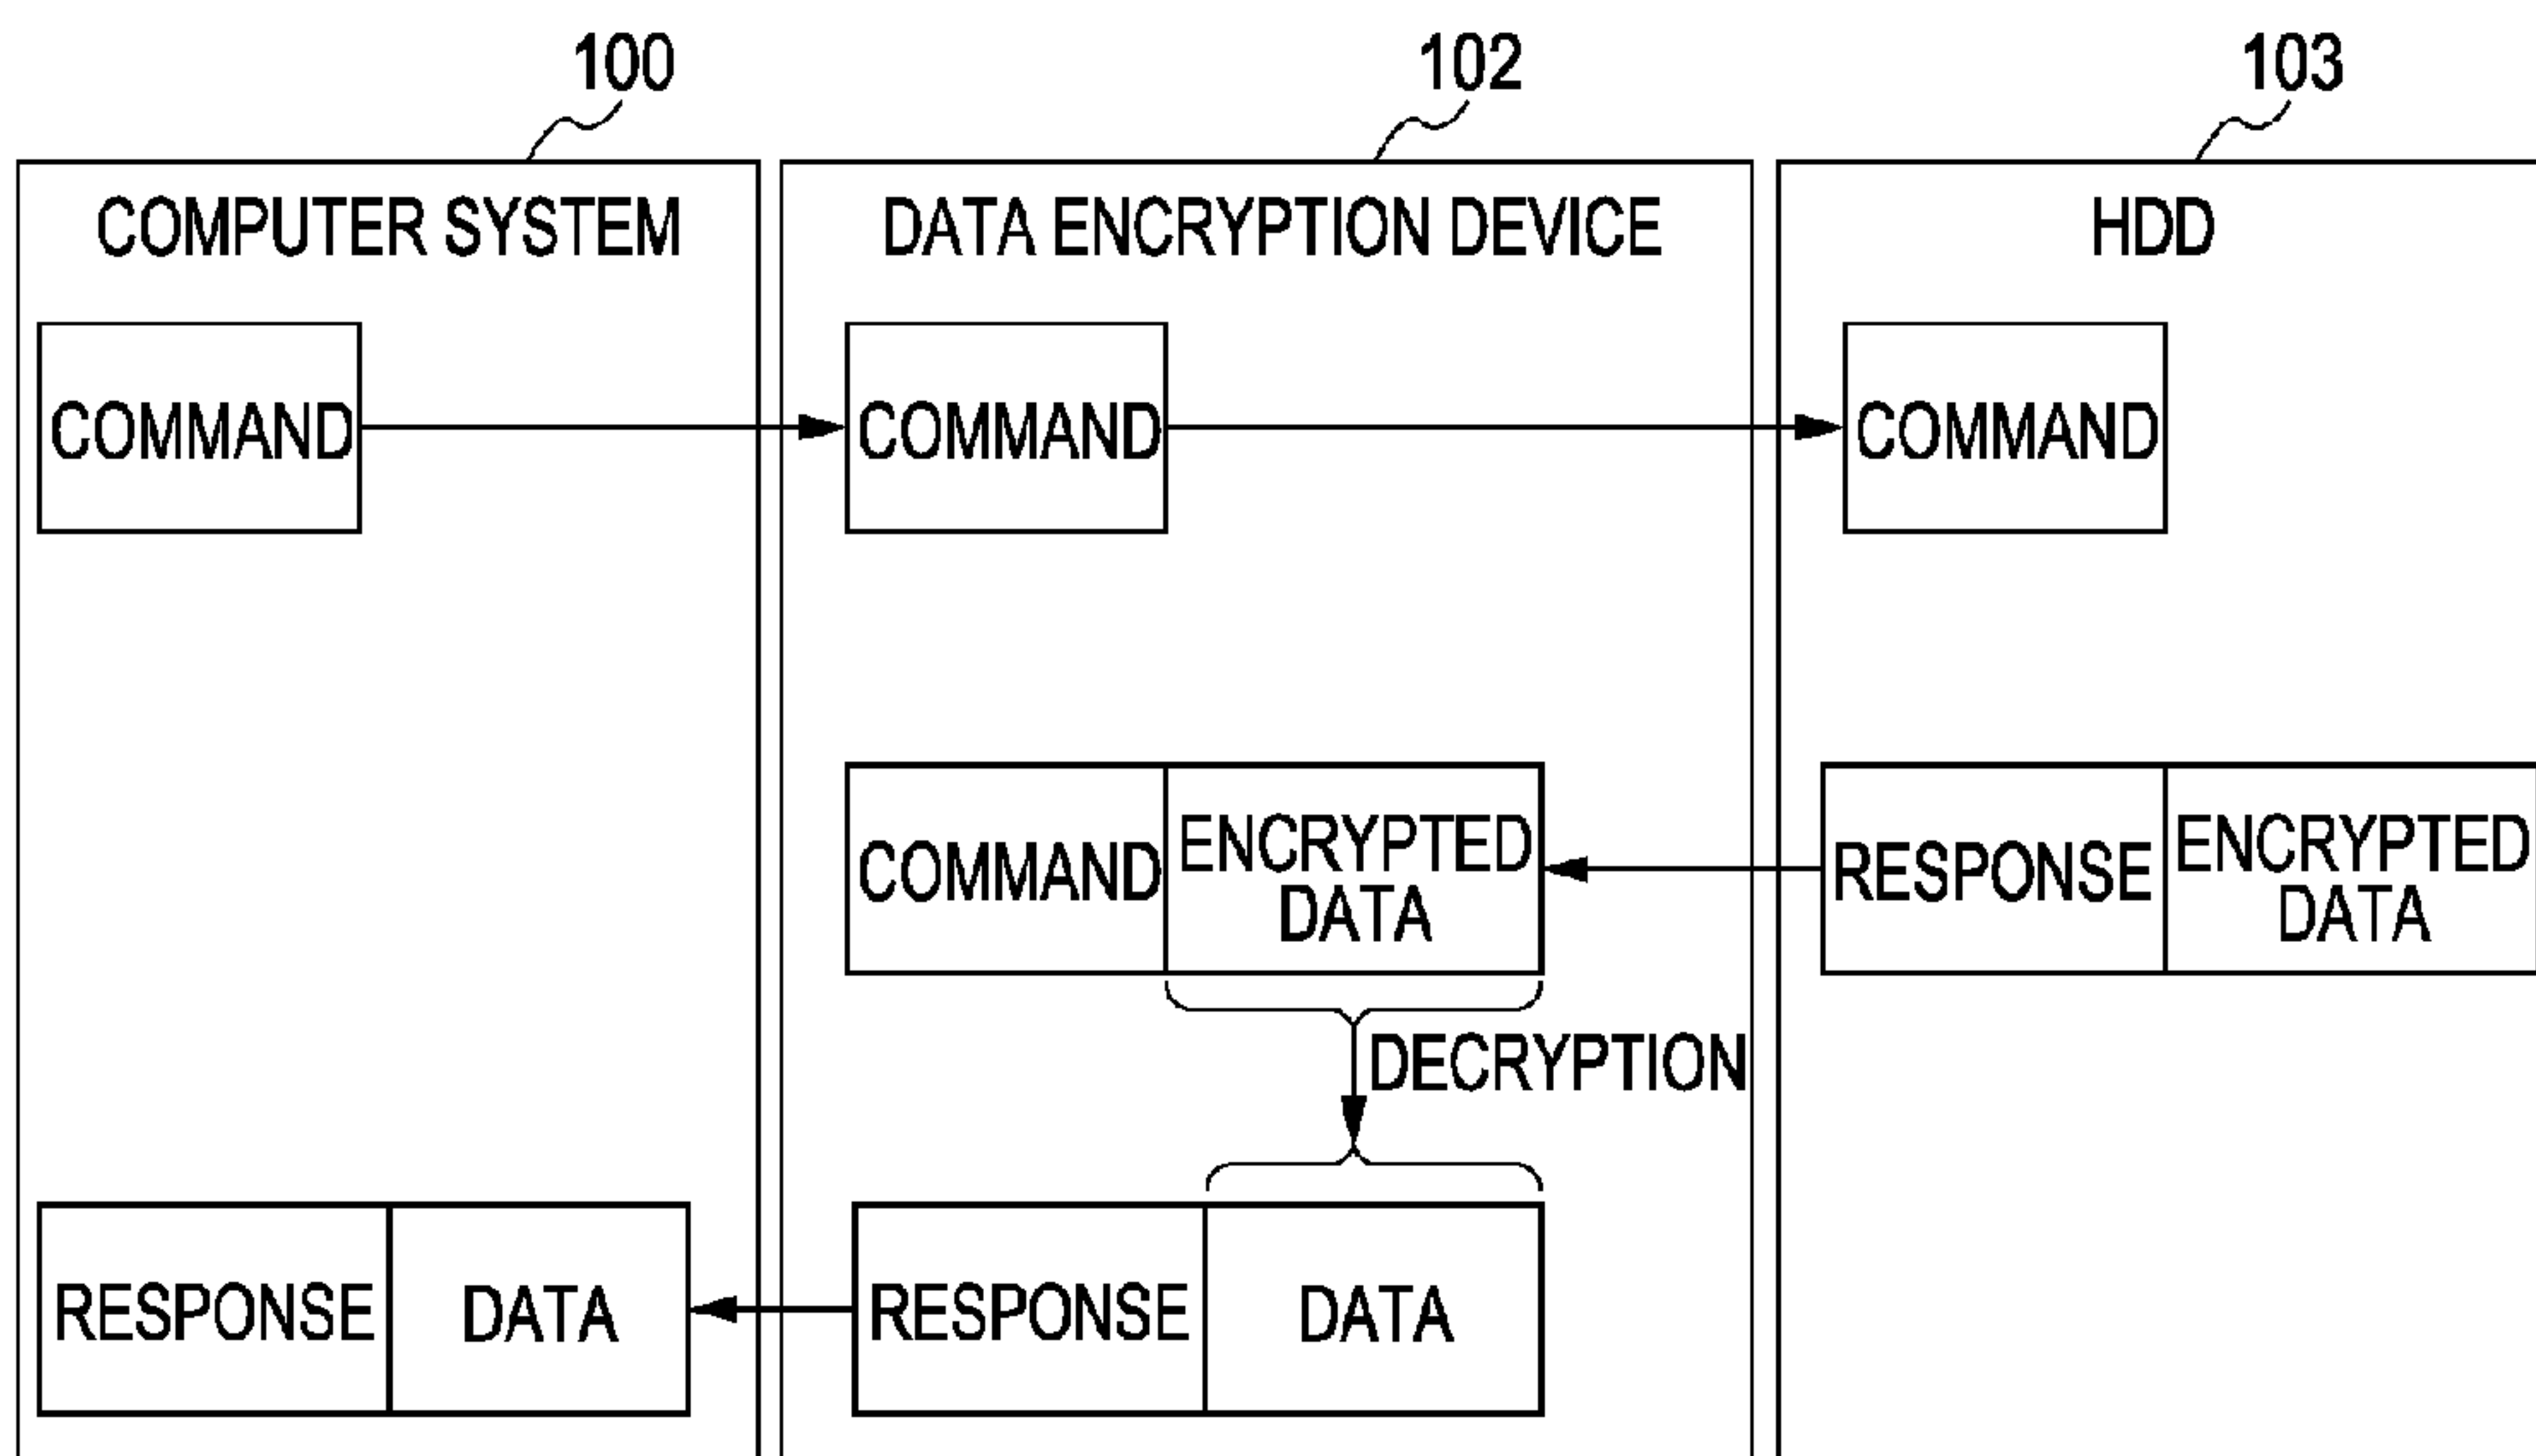 100
102
103
COMPUTER SYSTEM
DATA ENCRYPTION DEVICE
HDD
COMMAND
COMMAND
COMMAND
COMMAND
ENCRYPTED
DATA
RESPONSE
ENCRYPTED
DATA
DECRYPTION
RESPONSE
DATA
RESPONSE
DATA